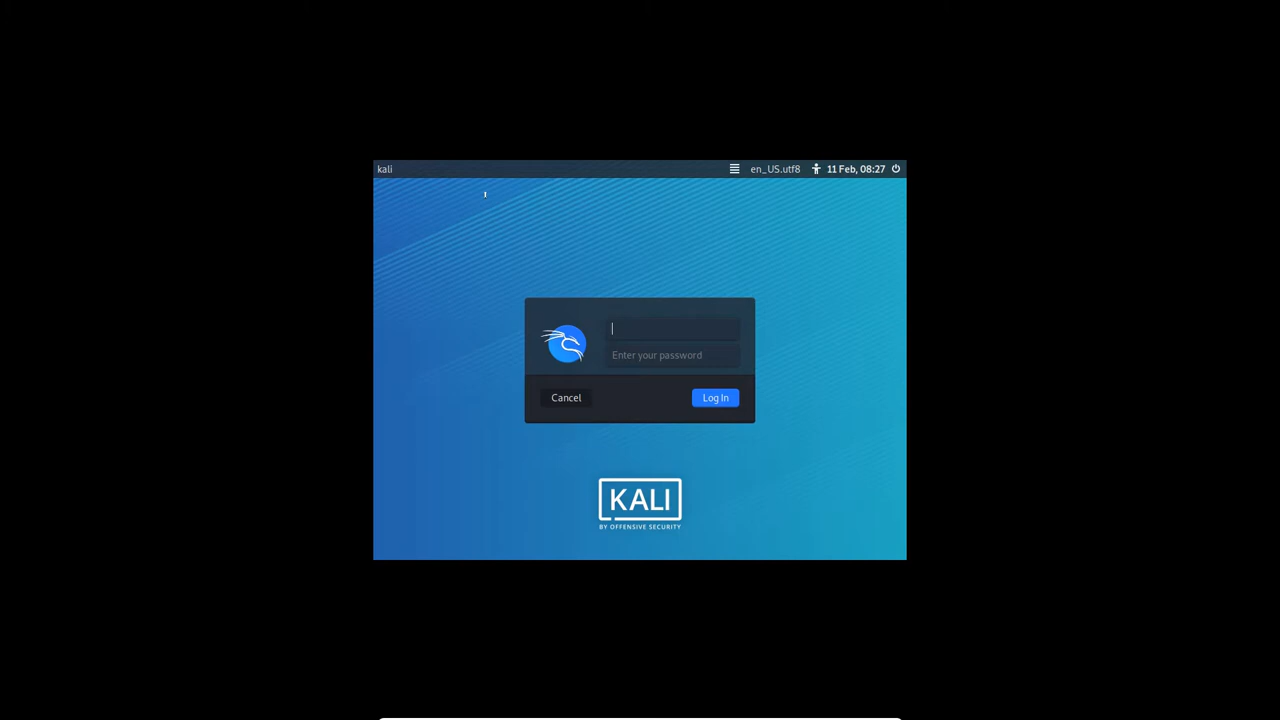 kali en_US.utf8 11 Feb, 08:27
Enter your password
Cancel Log In
KALI
BY OFFENSIVE SECURITY